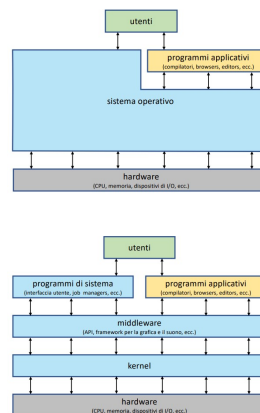 utenti
programmi applicativi
(compilatori, browsers, editors, ecc.)
sistema operativo
hardware
(CPU, memoria, dispositivi di I/O, ecc.)
utenti
programmi di sistema
(interfaccia utente, job managers, ecc.)
programmi applicativi
(compilatori, browsers, editors, ecc.)
middleware
(API, framework per la grafica e il suono, ecc.)
kernel
hardware
(CPU, memoria, dispositivi di I/O, ecc.)